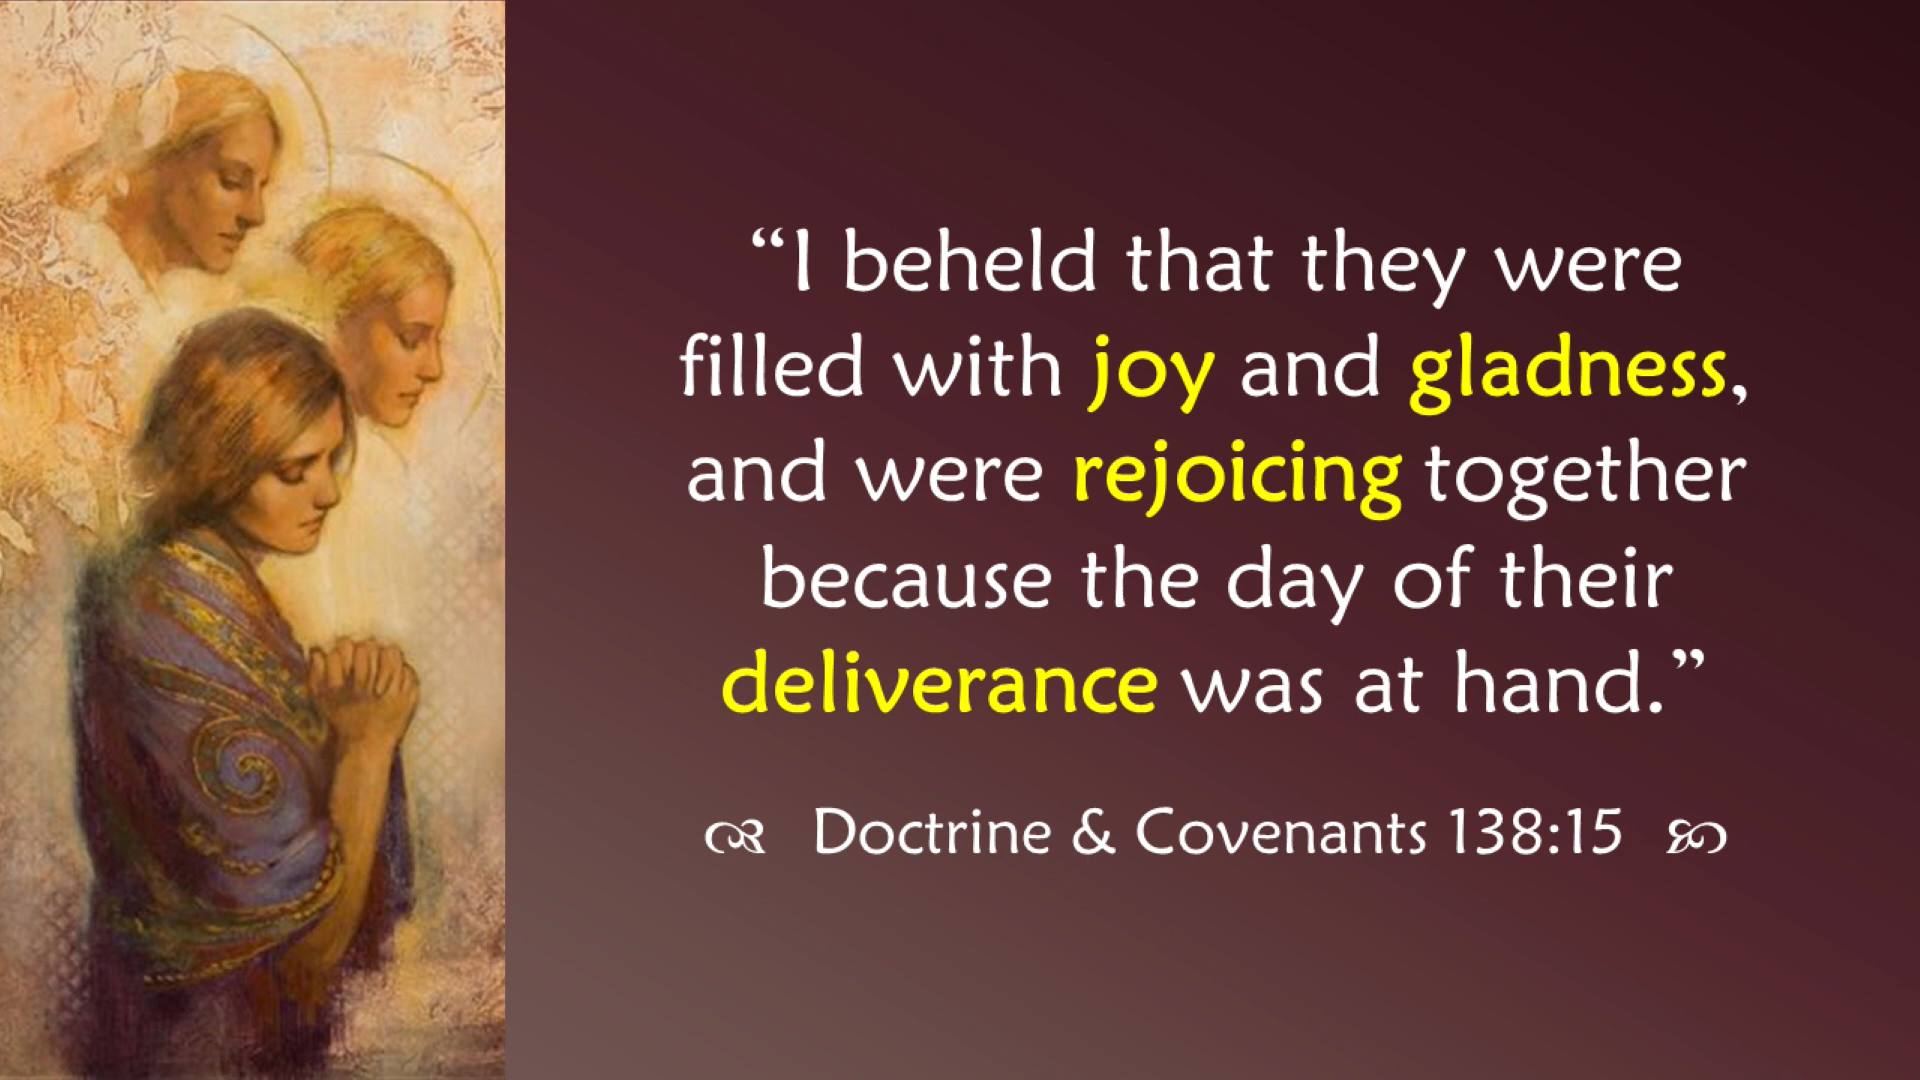 “I beheld that they were
filled with joy and gladness,
and were rejoicing together
because the day of their
deliverance was at hand.”
Doctrine & Covenants 138:15